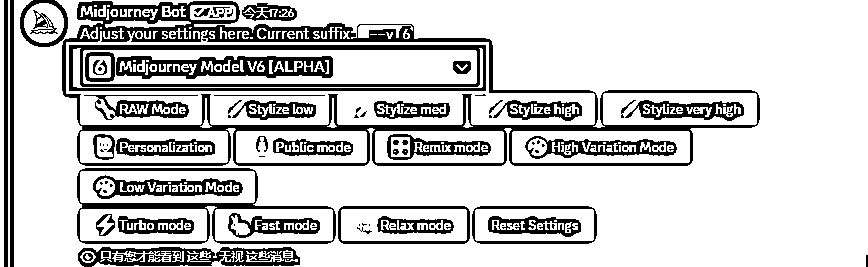 Midjourney Bot ✓APP 今天17:26
Adjust your settings here. Current suffix- --v 6
6 Midjourney Model V6 [ALPHA]
RAW Mode Stylize low Stylize med Stylize high Stylize very high
Personalization Public mode Remix mode High Variation Mode
Low Variation Mode
Turbo mode Fast mode Relax mode Reset Settings
只有您才能看到这些·无视这些消息.